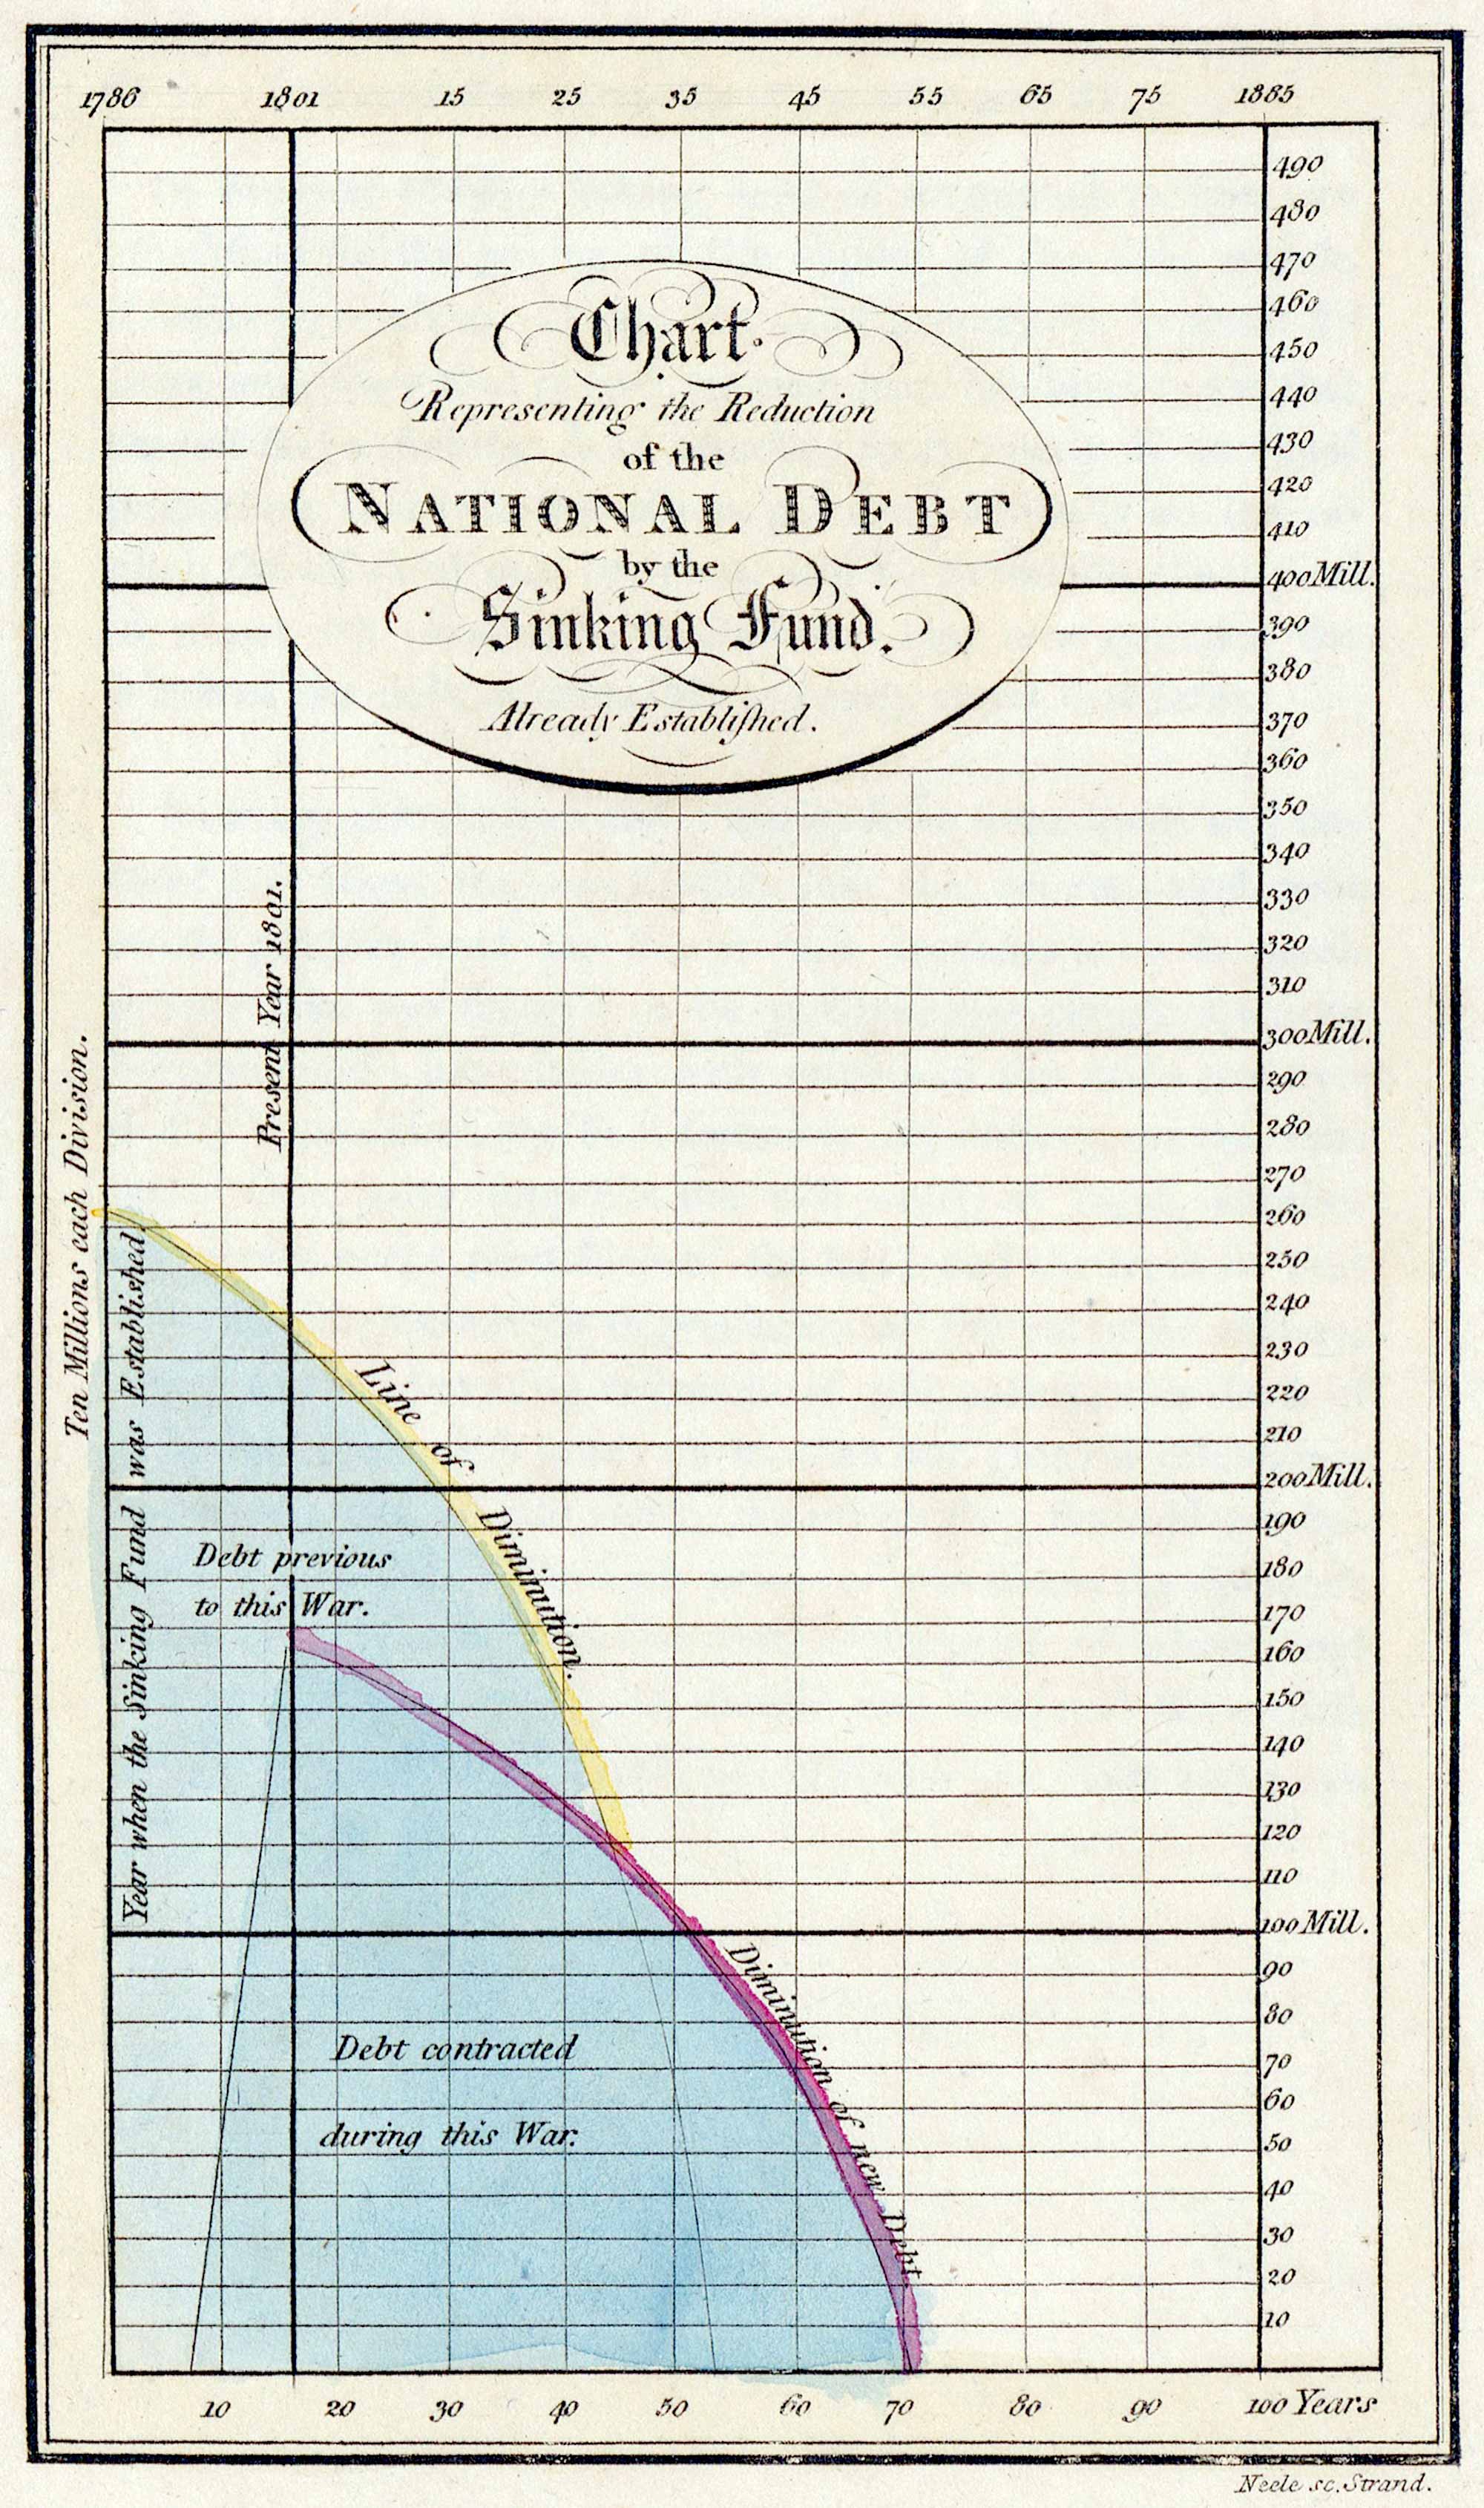 1786 1801 15 25 35 45 55 65 75 1885
Chart.
Representing the Reduction
of the
NATIONAL DEBT
by the
Sinking Fund.
Already Established.
490
480
470
460
450
440
430
420
410
400 Mill.
390
380
370
360
350
340
330
320
310
300 Mill.
290
280
270
260
250
240
230
220
210
200 Mill.
190
180
170
160
150
140
130
120
110
100 Mill.
90
80
70
60
50
40
30
20
10
Present Year 1801.
Ten Millions each Division.
Year when the Sinking Fund was Established
Line of Diminution.
Debt previous
to this War.
Diminution of new Debt
Debt contracted
during this War.
10 20 30 40 50 60 70 80 90 100 Years
Neele sc. Strand.